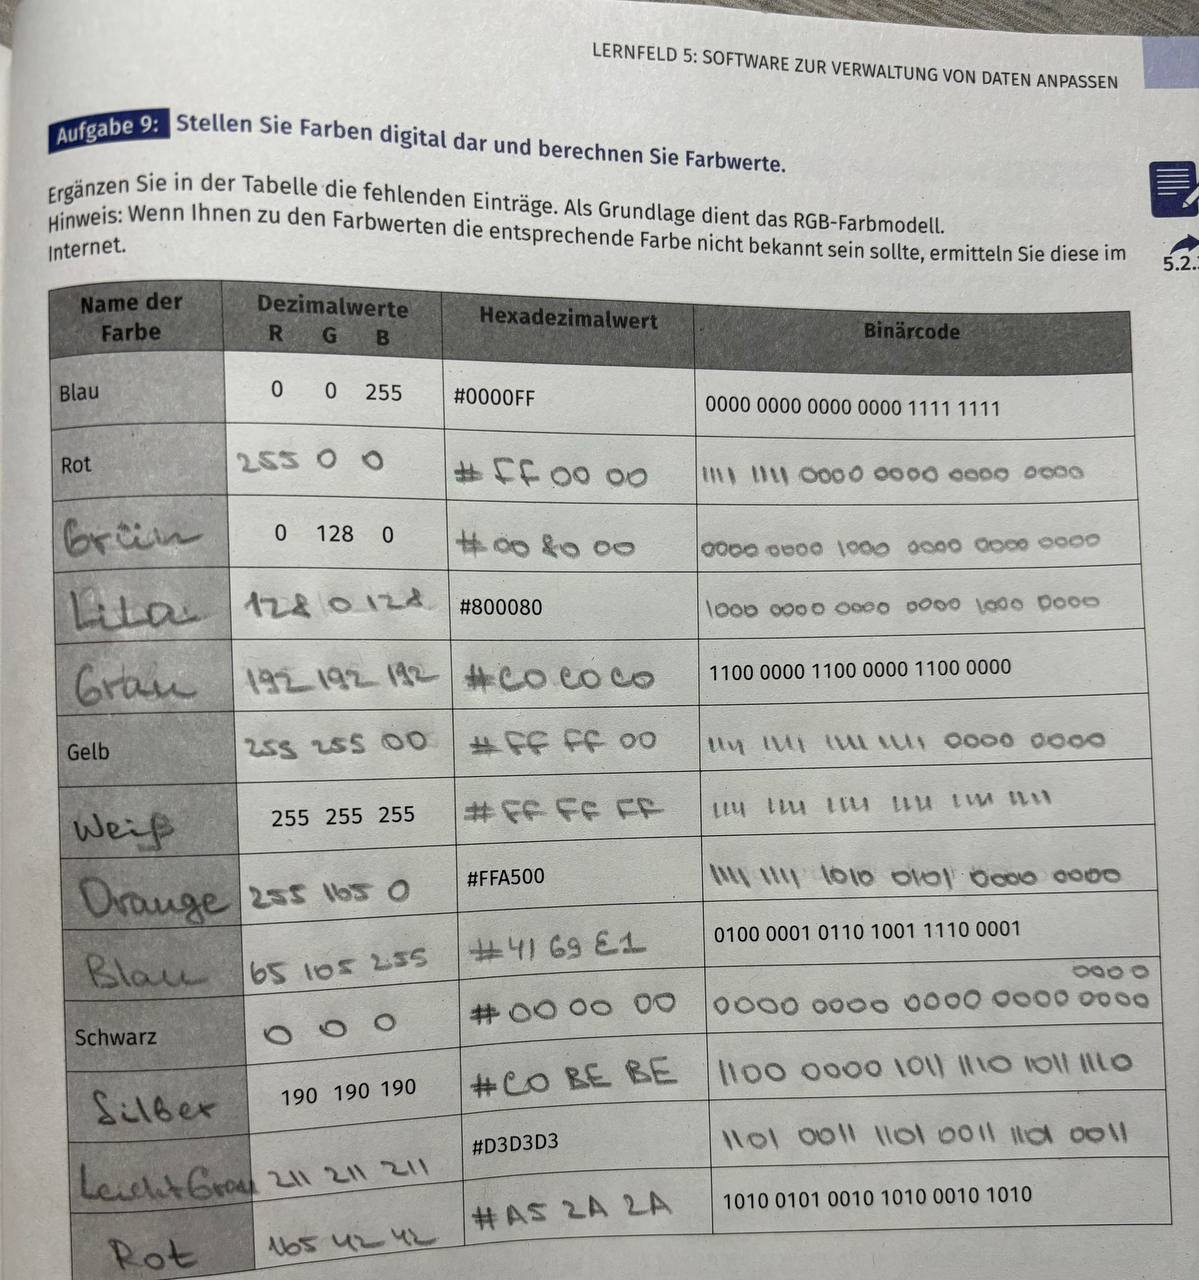 LERNFELD 5: SOFTWARE ZUR VERWALTUNG VON DATEN ANPASSEN
Aufgabe 9: Stellen Sie Farben digital dar und berechnen Sie Farbwerte.
Ergänzen Sie in der Tabelle die fehlenden Einträge. Als Grundlage dient das RGB-Farbmodell.
Hinweis: Wenn Ihnen zu den Farbwerten die entsprechende Farbe nicht bekannt sein sollte, ermitteln Sie diese im
Internet.
5.2.
Name der Farbe Dezimalwerte R G B Hexadezimalwert Binärcode
Blau 0 0 255 #0000FF 0000 0000 0000 0000 1111 1111
Rot 255 0 0 # FF 00 00 1111 1111 0000 0000 0000 0000
Grün 0 128 0 # 00 80 00 0000 0000 1000 0000 0000 0000
Lila 128 0 128 #800080 1000 0000 0000 0000 1000 0000
Grau 192 192 192 #C0 C0 C0 1100 0000 1100 0000 1100 0000
Gelb 255 255 00 # FF FF 00 1111 1111 1111 1111 0000 0000
Weiß 255 255 255 # FF FF FF 1111 1111 1111 1111 1111 1111
Orange 255 165 0 #FFA500 1111 1111 1010 0101 0000 0000
Blau 65 105 255 # 41 69 E1 0100 0001 0110 1001 1110 0001
Schwarz 0 0 0 # 00 00 00 0000 0000 0000 0000 0000 0000
Silber 190 190 190 # C0 BE BE 1100 0000 1011 1110 1011 1110
LeichtGrau 211 211 211 #D3D3D3 1101 0011 1101 0011 1101 0011
Rot 165 42 42 # A5 2A 2A 1010 0101 0010 1010 0010 1010